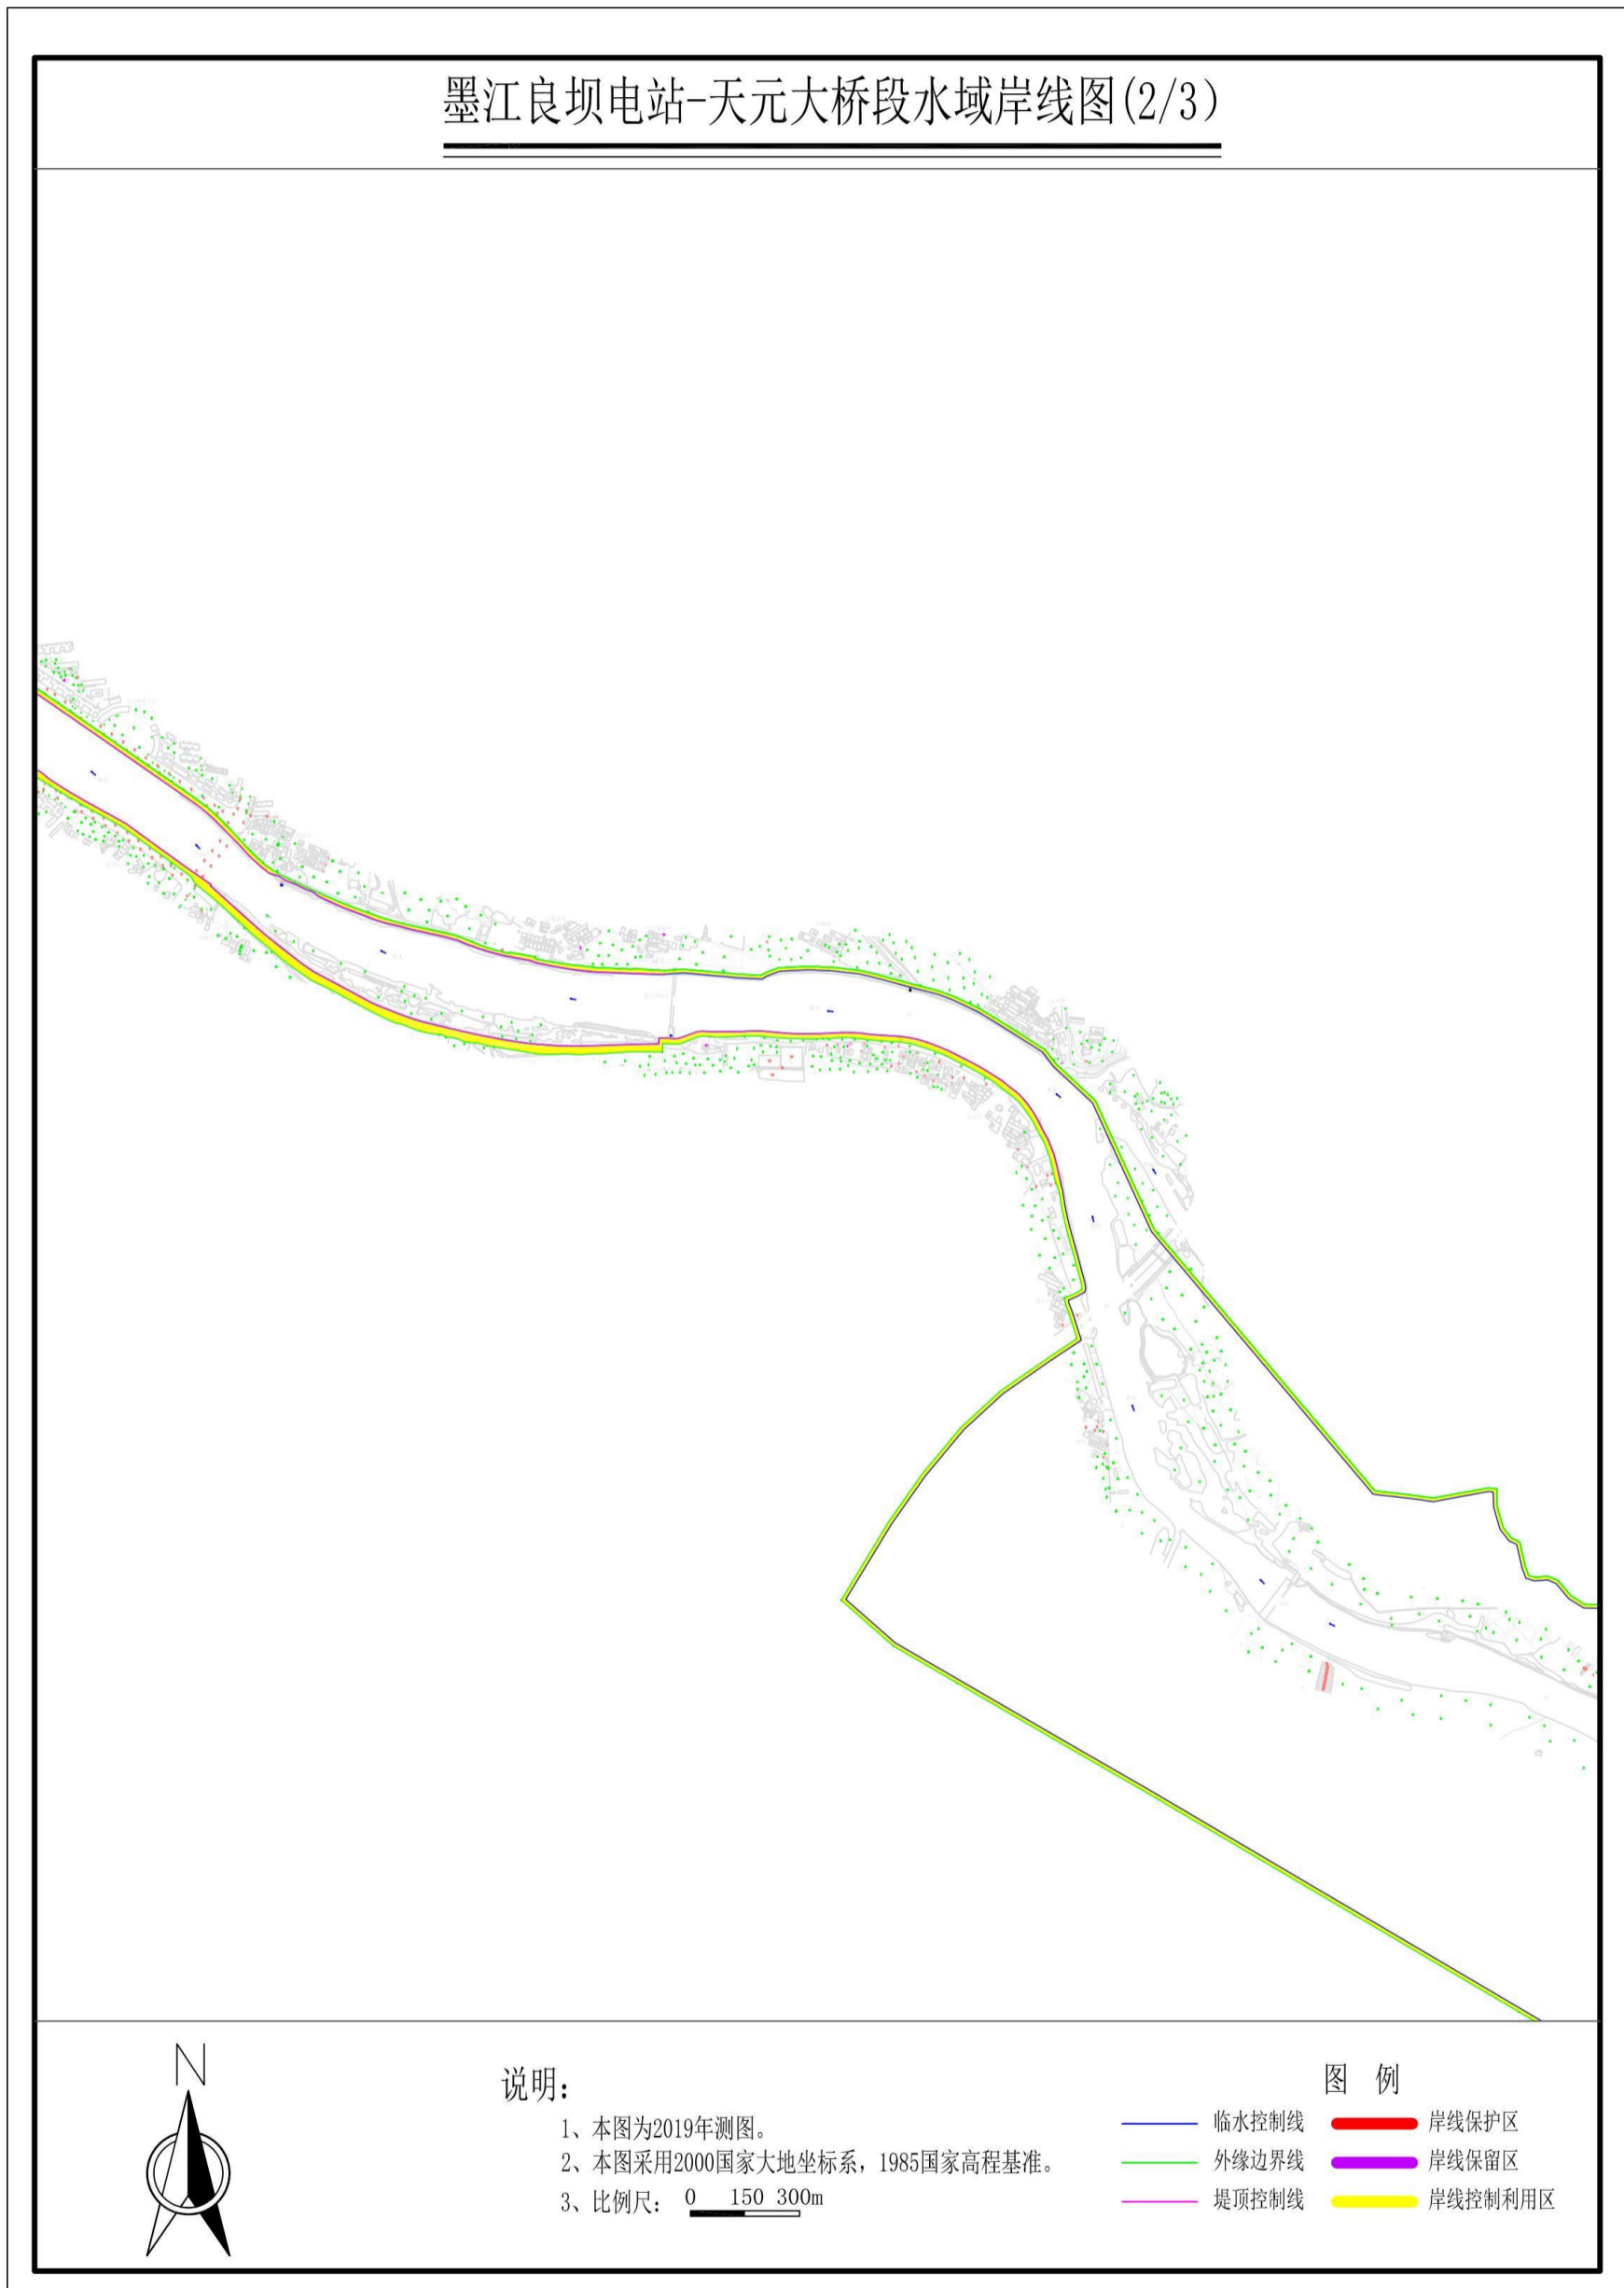 墨江良坝电站-天元大桥段水域岸线图(2/3)
N
说明：
1、本图为2019年测图。
2、本图采用2000国家大地坐标系，1985国家高程基准。
3、比例尺： 0 150 300m
图 例
临水控制线 岸线保护区
外缘边界线 岸线保留区
堤顶控制线 岸线控制利用区